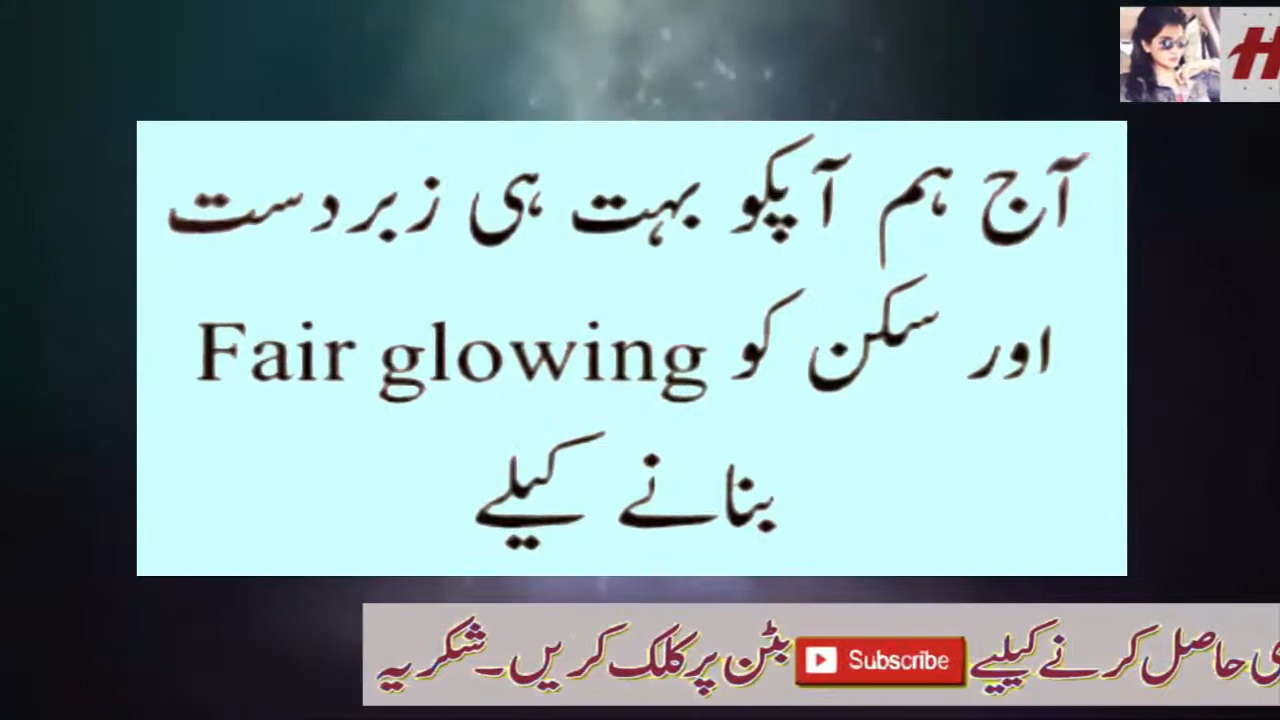 H
آج ہم آپکو بہت ہی زبردست
اور سکن کو Fair glowing
بنانے کیلے
حاصل کرنے کیلیے Subscribe بٹن پر کلک کریں۔شکریہ